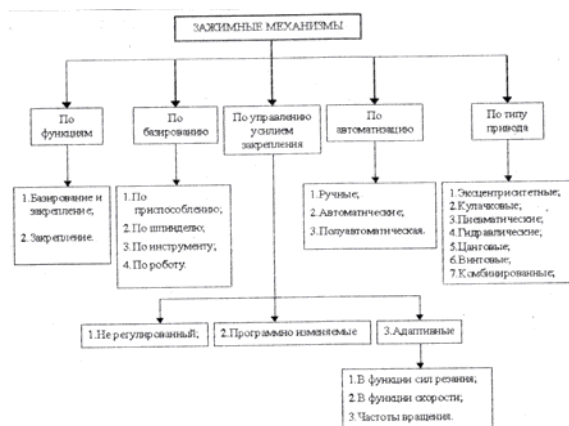 ЗАЖИМНЫЕ МЕХАНИЗМЫ
По
функциям
По
базированию
По управлению
усилием
закрепления
По
автоматизацию
По типу
привода
1.Базирование и
закрепление;
2. Закрепление.
1.По
приспособлению;
2.По шпинделю;
3.По инструменту;
4.По роботу.
1.Ручные;
2.Автоматические;
3.Полуавтоматическая.
1.Эксцентриситетные;
2.Кулачковые;
3.Пневматические;
4.Гидравлические;
5.Цанговые;
6.Винтовые;
7.Комбинированные;
1.Не регулированный;
2.Программно изменяемые
3.Адаптивные
1.В функции сил резания;
2.В функции скорости;
3.Частоты вращения.